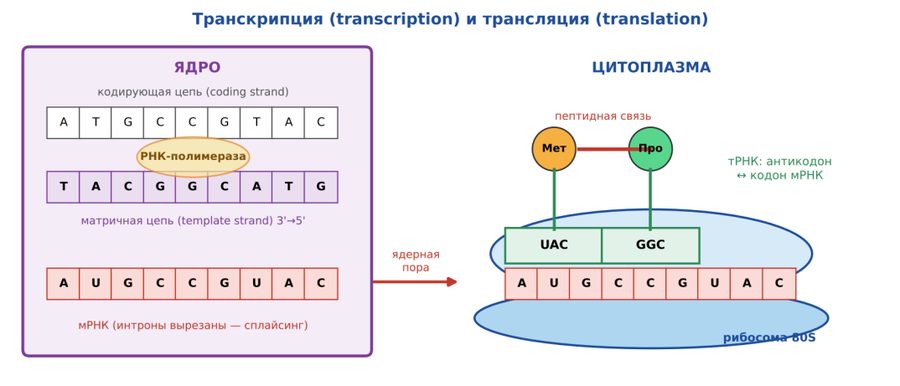 Транскрипция (transcription) и трансляция (translation)
ЯДРО
кодирующая цепь (coding strand)
A T G C C G T A C
РНК-полимераза
T A C G G C A T G
матричная цепь (template strand) 3'→5'
A U G C C G U A C
мРНК (интроны вырезаны — сплайсинг)
ядерная
пора
ЦИТОПЛАЗМА
пептидная связь
Мет Про
тРНК: антикодон
↔ кодон мРНК
UAC GGC
A U G C C G U A C
рибосома 80S